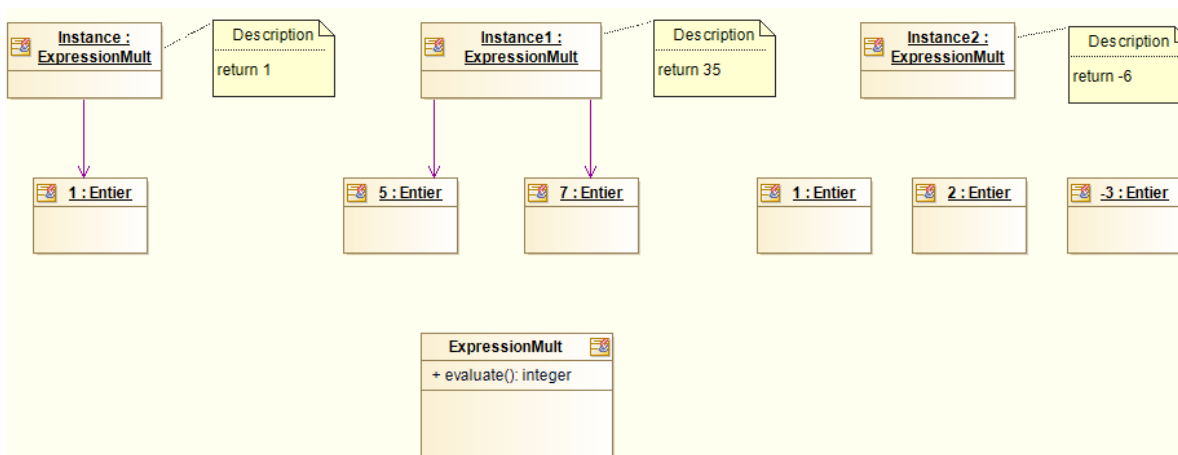 Instance :
ExpressionMult
Description
return 1
Instance1 :
ExpressionMult
Description
return 35
Instance2 :
ExpressionMult
Description
return -6
1 : Entier
5 : Entier
7 : Entier
1 : Entier
2 : Entier
-3 : Entier
ExpressionMult
+ evaluate(): integer